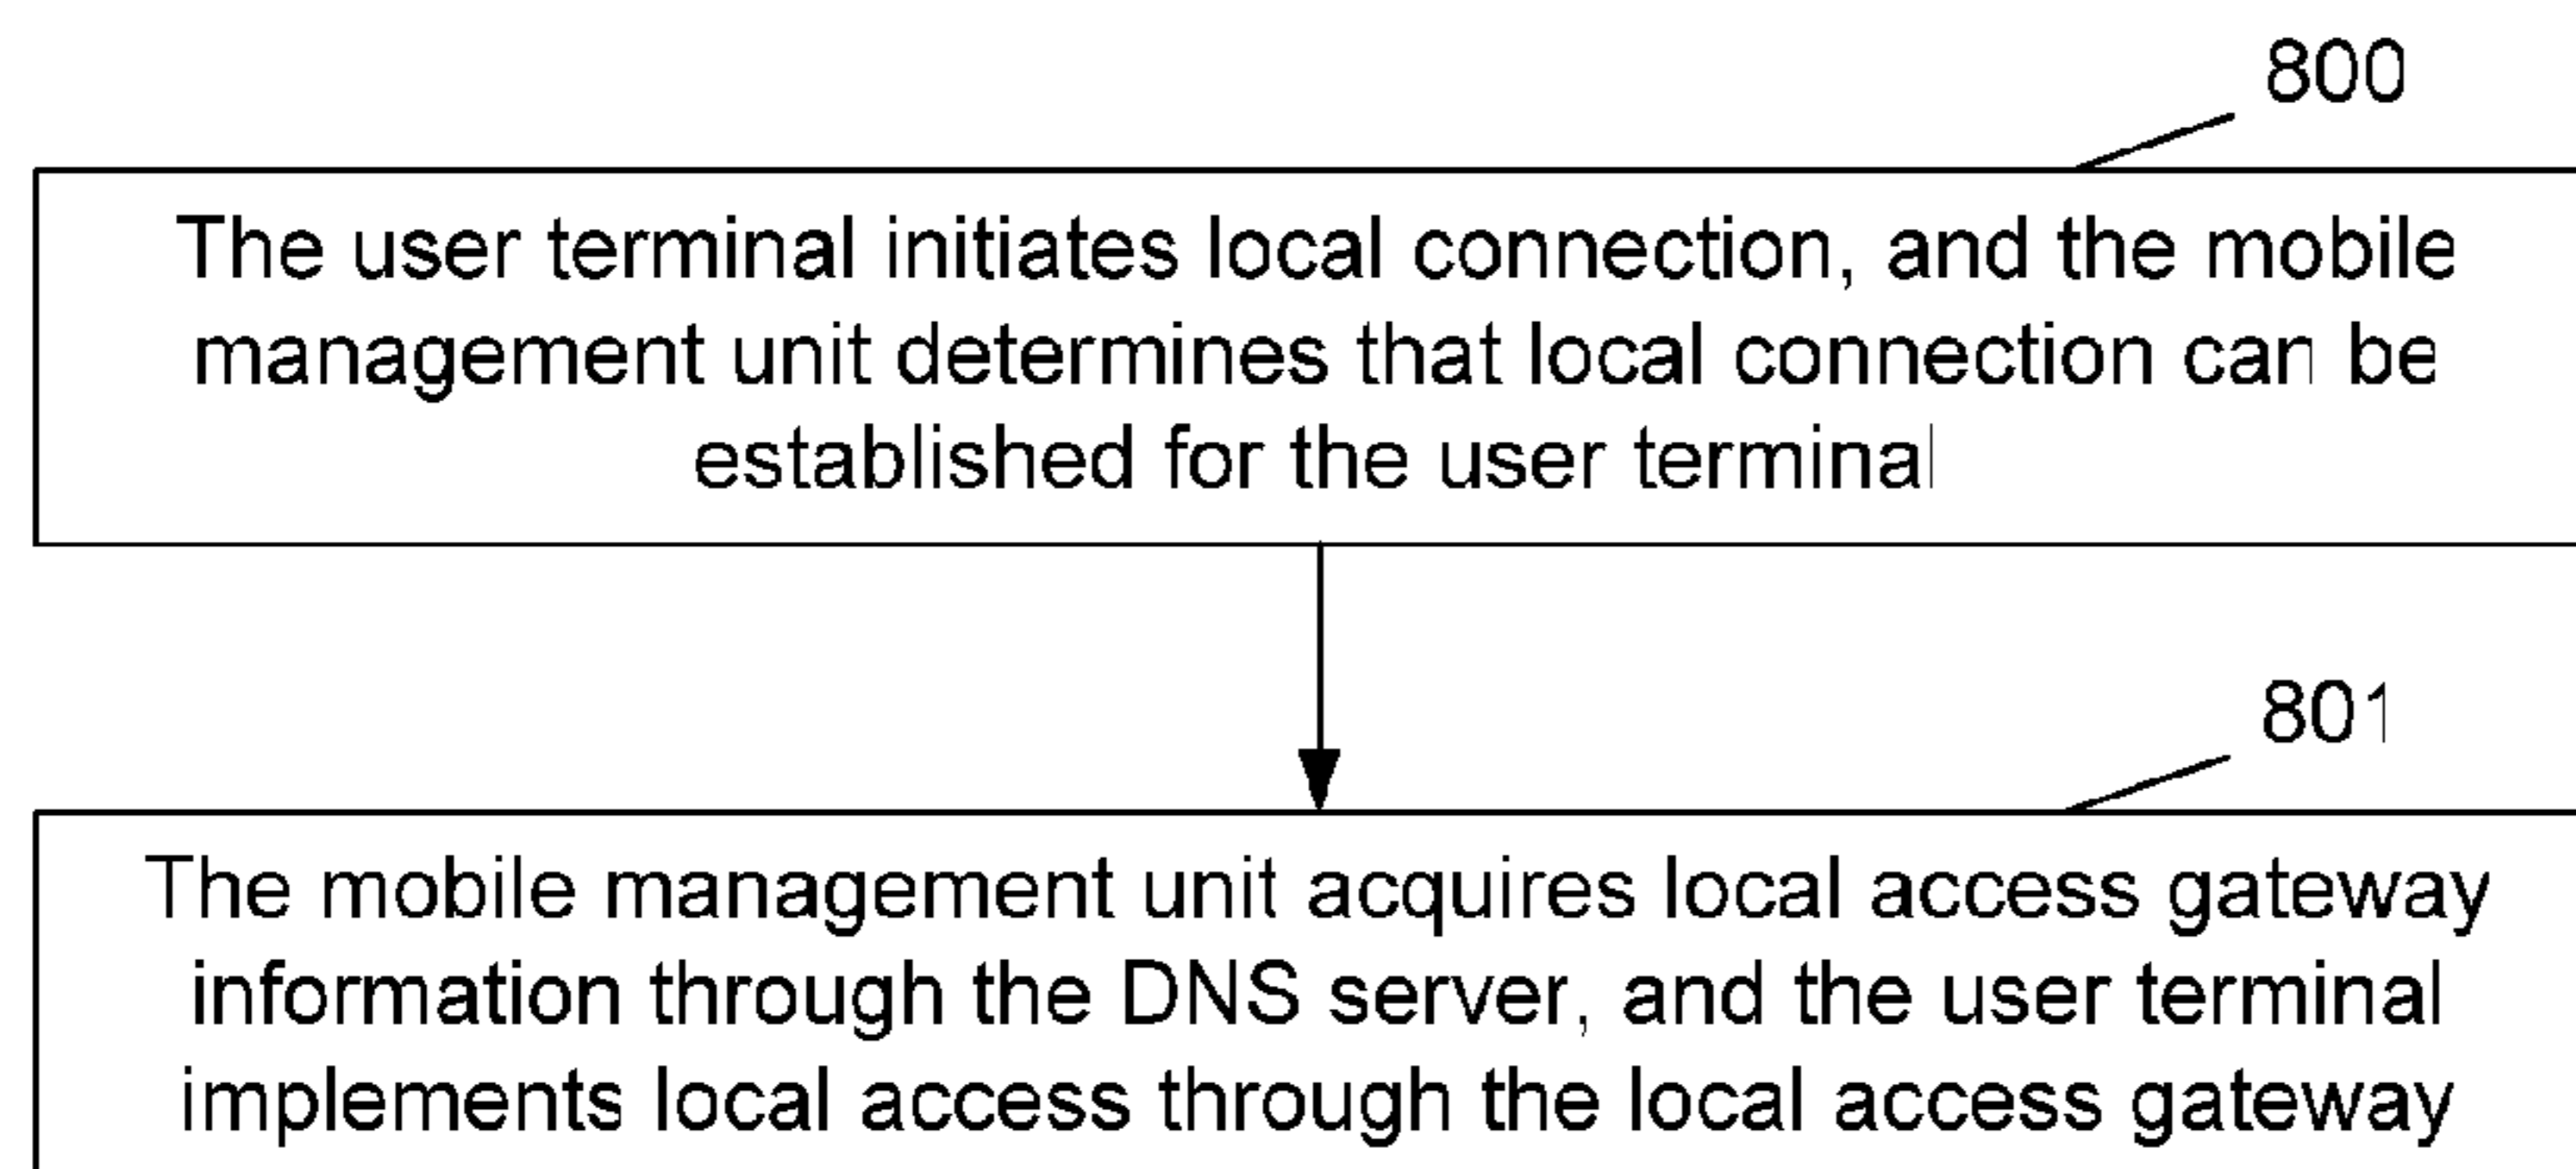 800
The user terminal initiates local connection, and the mobile
management unit determines that local connection can be
established for the user terminal
801
The mobile management unit acquires local access gateway
information through the DNS server, and the user terminal
implements local access through the local access gateway